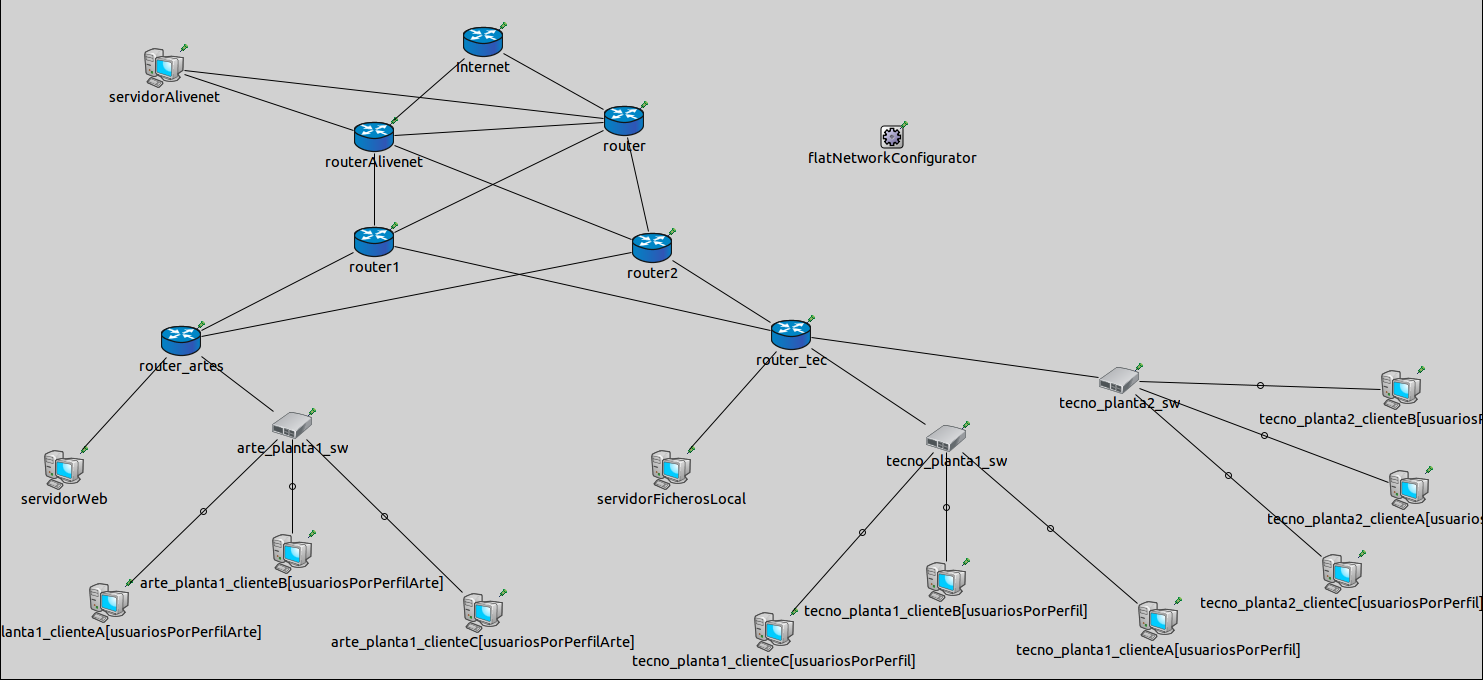 Internet
servidorAlivenet
router
routerAlivenet
flatNetworkConfigurator
router1
router2
router_artes
router_tec
tecno_planta2_sw
tecno_planta2_clienteB[usuariosP
arte_planta1_sw
tecno_planta1_sw
servidorWeb
servidorFicherosLocal
tecno_planta2_clienteA[usuarios
arte_planta1_clienteB[usuariosPorPerfilArte]
tecno_planta2_clienteC[usuariosPorPerfil]
tecno_planta1_clienteB[usuariosPorPerfil]
lanta1_clienteA[usuariosPorPerfilArte]
arte_planta1_clienteC[usuariosPorPerfilArte]
tecno_planta1_clienteA[usuariosPorPerfil]
tecno_planta1_clienteC[usuariosPorPerfil]